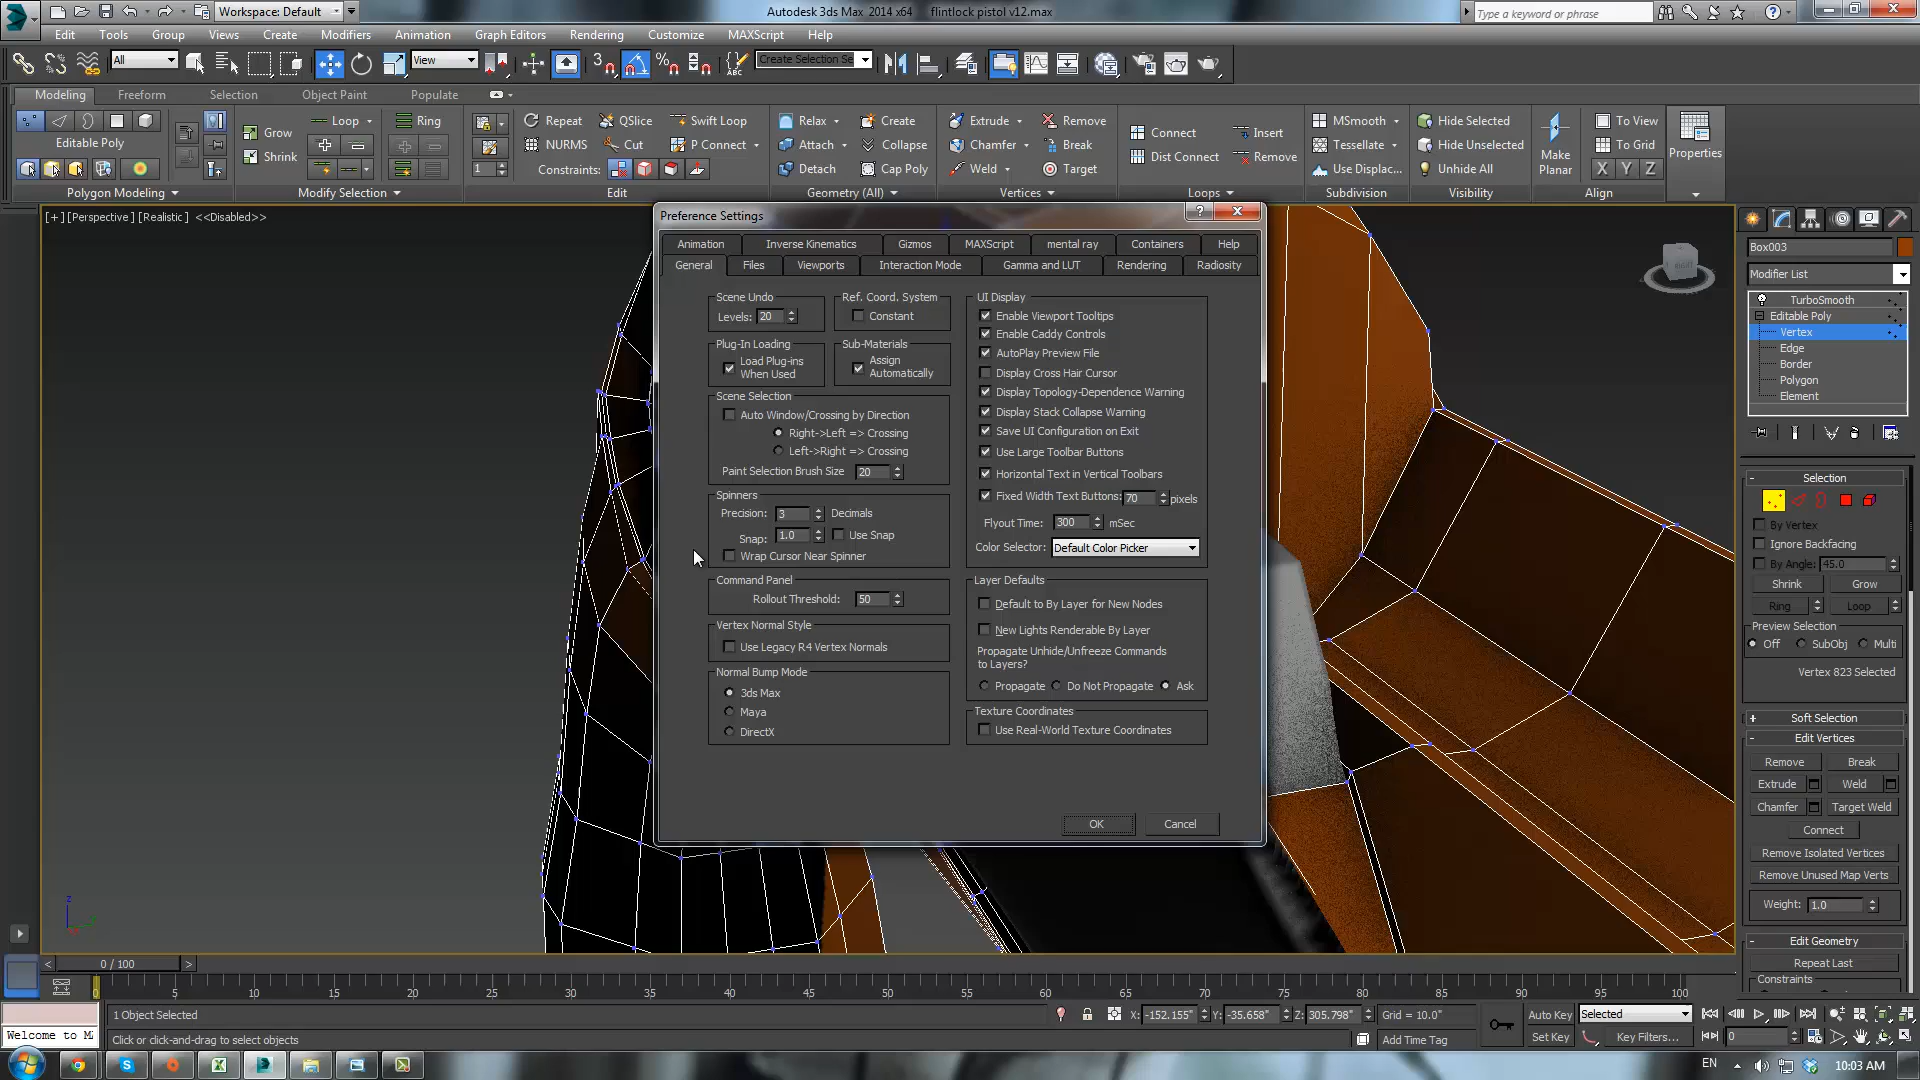 Workspace: Default
Autodesk 3ds Max 2014 x64 flintlock pistol v12.max
Type a keyword or phrase
Edit Tools Group Views Create Modifiers Animation Graph Editors Rendering Customize MAXScript Help
All View Create Selection Se
Modeling Freeform Selection Object Paint Populate
Loop Ring Repeat QSlice Swift Loop Relax Create Extrude Remove MSmooth Hide Selected To View
Editable Poly Grow NURMS Cut P Connect Attach Collapse Chamfer Break Connect Insert Tessellate Hide Unselected To Grid
Shrink 1 Constraints: Detach Cap Poly Weld Target Dist Connect Remove Use Displac... Unhide All Make Planar X Y Z Properties
Polygon Modeling Modify Selection Edit Geometry (All) Vertices Loops Subdivision Visibility Align
[+] [Perspective] [Realistic] <<Disabled>>
Preference Settings
Animation Inverse Kinematics Gizmos MAXScript mental ray Containers Help
General Files Viewports Interaction Mode Gamma and LUT Rendering Radiosity
Scene Undo
Levels: 20
Ref. Coord. System
Constant
Plug-In Loading
Load Plug-ins
When Used
Sub-Materials
Assign
Automatically
Scene Selection
Auto Window/Crossing by Direction
Right->Left => Crossing
Left->Right => Crossing
Paint Selection Brush Size 20
Spinners
Precision: 3 Decimals
Snap: 1.0 Use Snap
Wrap Cursor Near Spinner
Command Panel
Rollout Threshold: 50
Vertex Normal Style
Use Legacy R4 Vertex Normals
Normal Bump Mode
3ds Max
Maya
DirectX
UI Display
Enable Viewport Tooltips
Enable Caddy Controls
AutoPlay Preview File
Display Cross Hair Cursor
Display Topology-Dependence Warning
Display Stack Collapse Warning
Save UI Configuration on Exit
Use Large Toolbar Buttons
Horizontal Text in Vertical Toolbars
Fixed Width Text Buttons: 70 pixels
Flyout Time: 300 mSec
Color Selector: Default Color Picker
Layer Defaults
Default to By Layer for New Nodes
New Lights Renderable By Layer
Propagate Unhide/Unfreeze Commands
to Layers?
Propagate Do Not Propagate Ask
Texture Coordinates
Use Real-World Texture Coordinates
OK Cancel
Box003
Modifier List
TurboSmooth
Editable Poly
Vertex
Edge
Border
Polygon
Element
- Selection
By Vertex
Ignore Backfacing
By Angle: 45.0
Shrink Grow
Ring Loop
Preview Selection
Off SubObj Multi
Vertex 823 Selected
+ Soft Selection
- Edit Vertices
Remove Break
Extrude Weld
Chamfer Target Weld
Connect
Remove Isolated Vertices
Remove Unused Map Verts
Weight: 1.0
- Edit Geometry
Repeat Last
Constraints
z
< 0 / 100 >
0 5 10 15 20 25 30 35 40 45 50 55 60 65 70 75 80 85 90 95 100
1 Object Selected X: -152.155" Y: -35.658" Z: 305.798" Grid = 10.0" Auto Key Selected
Welcome to M Click or click-and-drag to select objects Add Time Tag Set Key Key Filters... 0
EN 10:03 AM